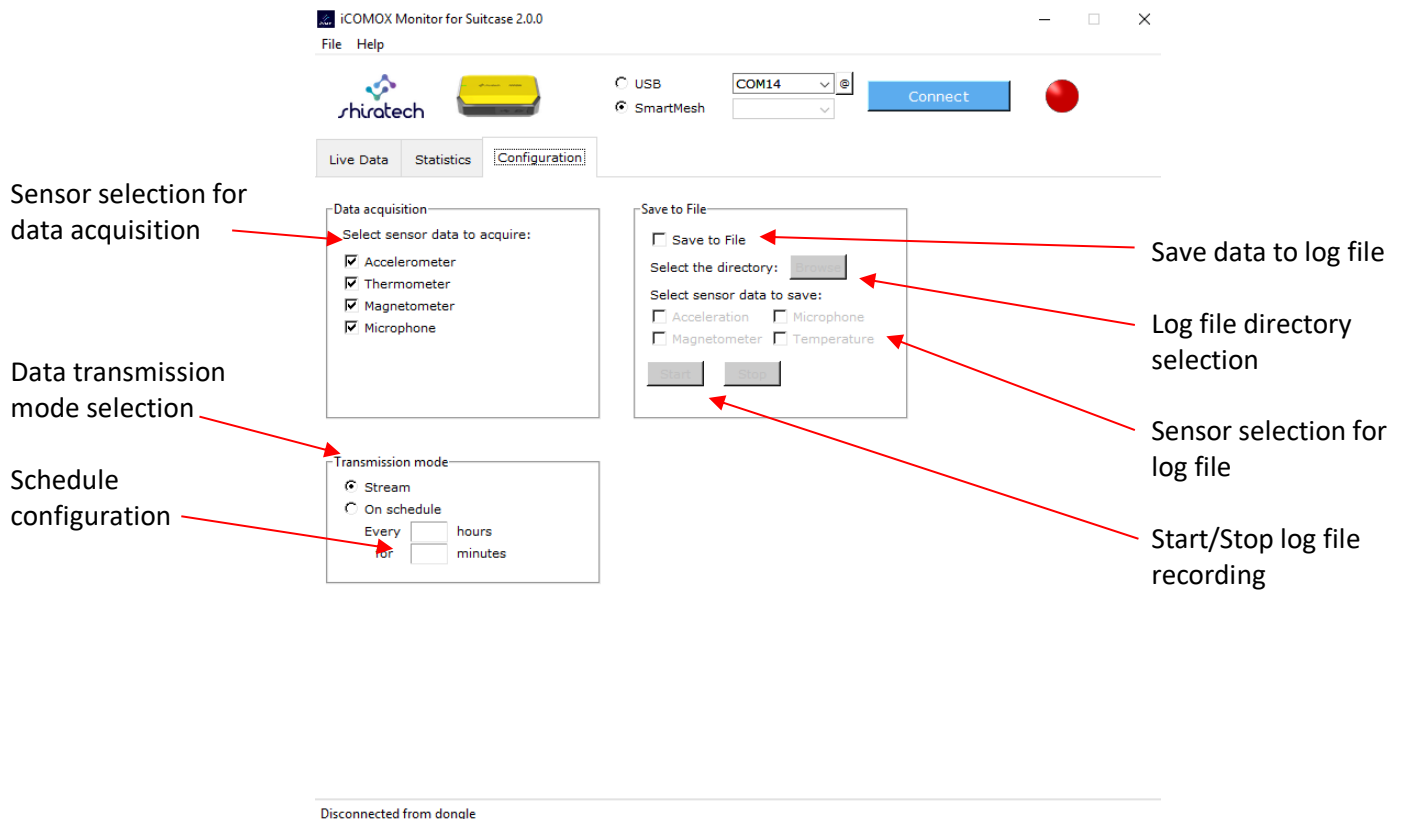 iCOMOX Monitor for Suitcase 2.0.0
File Help
shiratech
USB
COM14
@
SmartMesh
Connect
Live Data Statistics Configuration
Sensor selection for
data acquisition
Data acquisition
Select sensor data to acquire:
Accelerometer
Thermometer
Magnetometer
Microphone
Save to File
Save to File
Select the directory: Browse
Select sensor data to save:
Acceleration Microphone
Magnetometer Temperature
Start Stop
Save data to log file
Log file directory
selection
Sensor selection for
log file
Start/Stop log file
recording
Data transmission
mode selection
Schedule
configuration
Transmission mode
Stream
On schedule
Every hours
for minutes
Disconnected from dongle